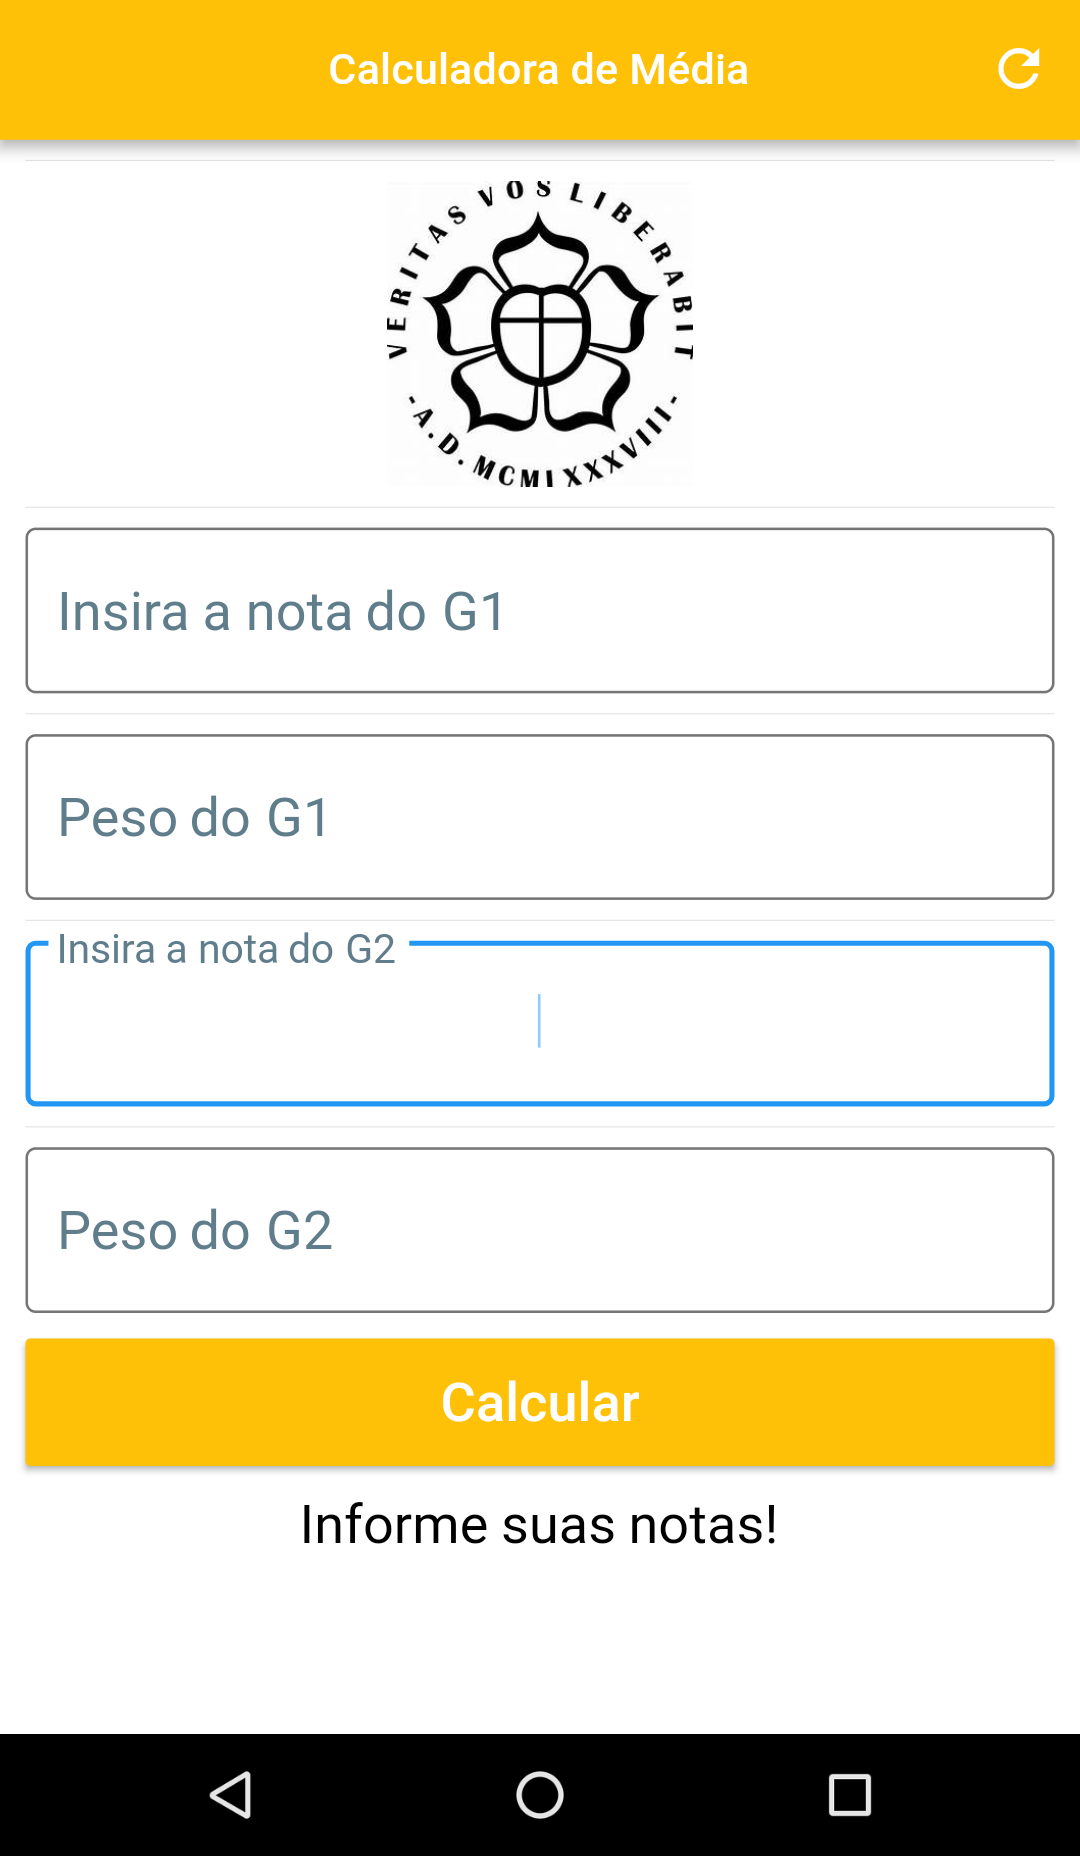 Calculadora de Média
VERITAS VOS LIBERABIT
- A.D. MCMLXXXVIII -
Insira a nota do G1
Peso do G1
Insira a nota do G2
Peso do G2
Calcular
Informe suas notas!